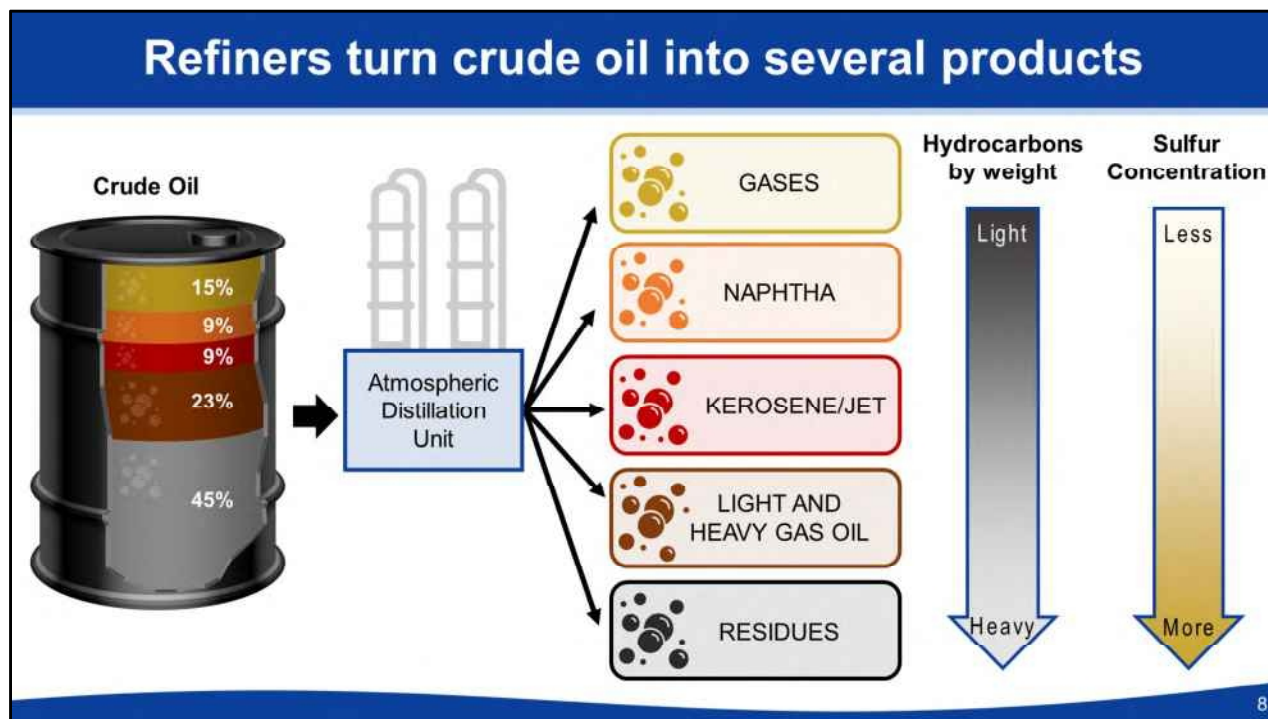 Refiners turn crude oil into several products
Crude Oil
15%
9%
9%
23%
45%
Atmospheric
Distillation
Unit
GASES
NAPHTHA
KEROSENE/JET
LIGHT AND
HEAVY GAS OIL
RESIDUES
Hydrocarbons
by weight
Light
Heavy
Sulfur
Concentration
Less
More
8